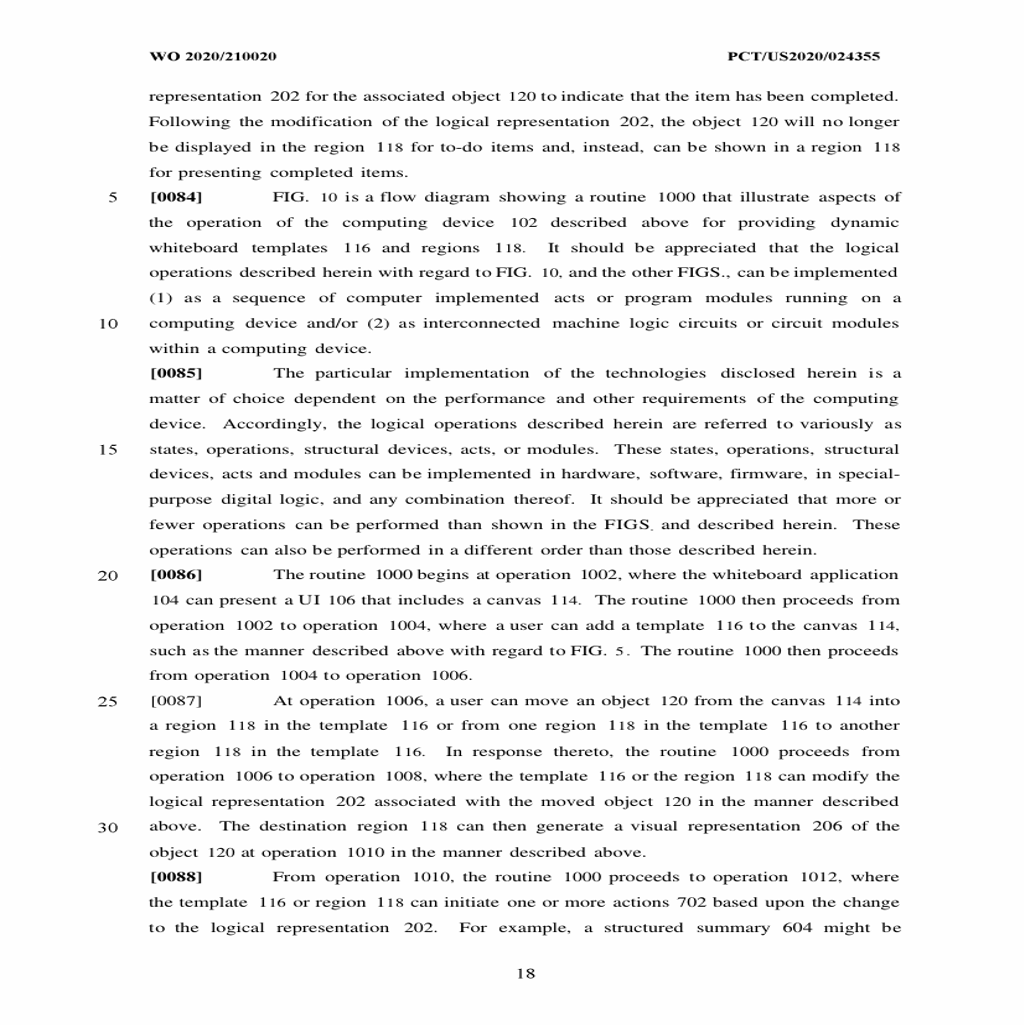 WO 2020/210020 PCT/US2020/024355
representation 202 for the associated object 120 to indicate that the item has been completed.
Following the modification of the logical representation 202, the object 120 will no longer
be displayed in the region 118 for to-do items and, instead, can be shown in a region 118
for presenting completed items.
5 [0084] FIG. 10 is a flow diagram showing a routine 1000 that illustrate aspects of
the operation of the computing device 102 described above for providing dynamic
whiteboard templates 116 and regions 118. It should be appreciated that the logical
operations described herein with regard to FIG. 10, and the other FIGS., can be implemented
(1) as a sequence of computer implemented acts or program modules running on a
10 computing device and/or (2) as interconnected machine logic circuits or circuit modules
within a computing device.
[0085] The particular implementation of the technologies disclosed herein is a
matter of choice dependent on the performance and other requirements of the computing
device. Accordingly, the logical operations described herein are referred to variously as
15 states, operations, structural devices, acts, or modules. These states, operations, structural
devices, acts and modules can be implemented in hardware, software, firmware, in special-
purpose digital logic, and any combination thereof. It should be appreciated that more or
fewer operations can be performed than shown in the FIGS. and described herein. These
operations can also be performed in a different order than those described herein.
20 [0086] The routine 1000 begins at operation 1002, where the whiteboard application
104 can present a UI 106 that includes a canvas 114. The routine 1000 then proceeds from
operation 1002 to operation 1004, where a user can add a template 116 to the canvas 114,
such as the manner described above with regard to FIG. 5. The routine 1000 then proceeds
from operation 1004 to operation 1006.
25 [0087] At operation 1006, a user can move an object 120 from the canvas 114 into
a region 118 in the template 116 or from one region 118 in the template 116 to another
region 118 in the template 116. In response thereto, the routine 1000 proceeds from
operation 1006 to operation 1008, where the template 116 or the region 118 can modify the
logical representation 202 associated with the moved object 120 in the manner described
30 above. The destination region 118 can then generate a visual representation 206 of the
object 120 at operation 1010 in the manner described above.
[0088] From operation 1010, the routine 1000 proceeds to operation 1012, where
the template 116 or region 118 can initiate one or more actions 702 based upon the change
to the logical representation 202. For example, a structured summary 604 might be
18